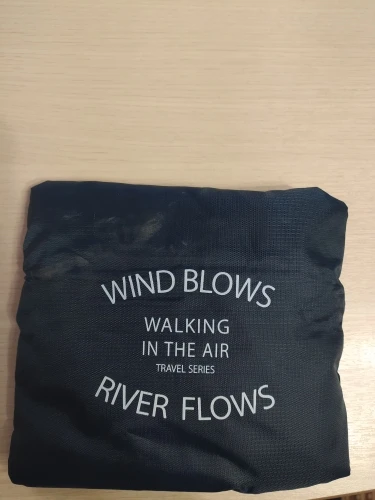 WIND BLOWS
WALKING
IN THE AIR
TRAVEL SERIES
RIVER FLOWS